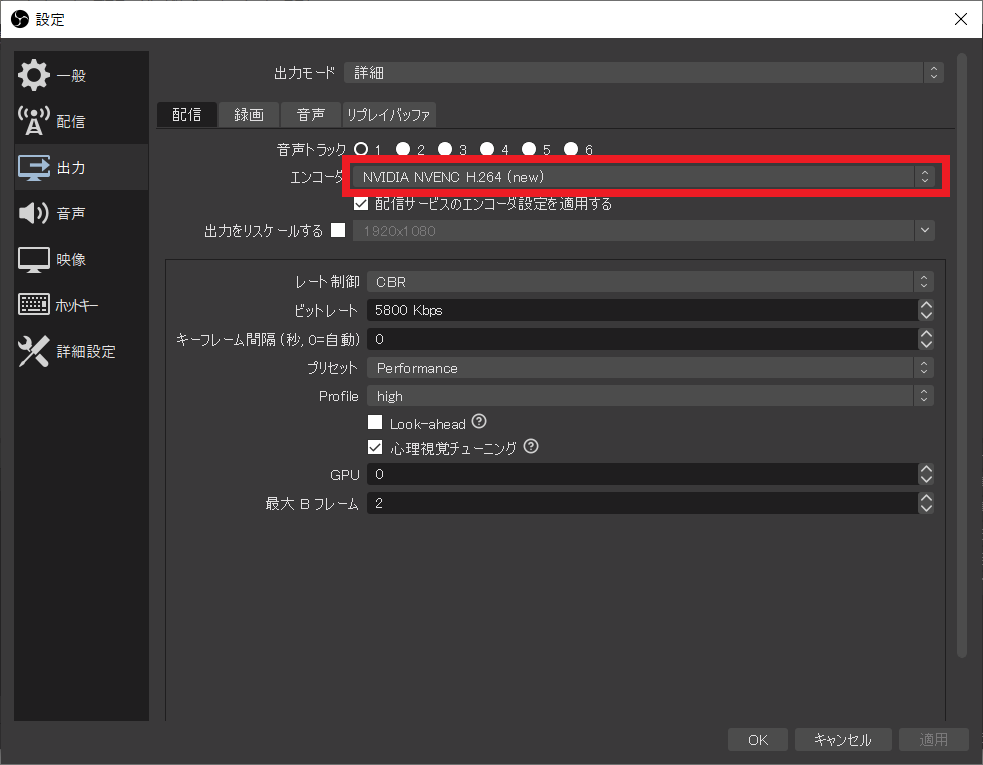 設定
一般
配信
出力
音声
映像
ホットキー
詳細設定
出力モード 詳細
配信 録画 音声 リプレイバッファ
音声トラック 1 2 3 4 5 6
エンコーダ NVIDIA NVENC H.264 (new)
配信サービスのエンコーダ設定を適用する
出力をリスケールする 1920x1080
レート制御 CBR
ビットレート 5800 Kbps
キーフレーム間隔 (秒, 0=自動) 0
プリセット Performance
Profile high
Look-ahead ?
心理視覚チューニング ?
GPU 0
最大 B フレーム 2
OK キャンセル 適用